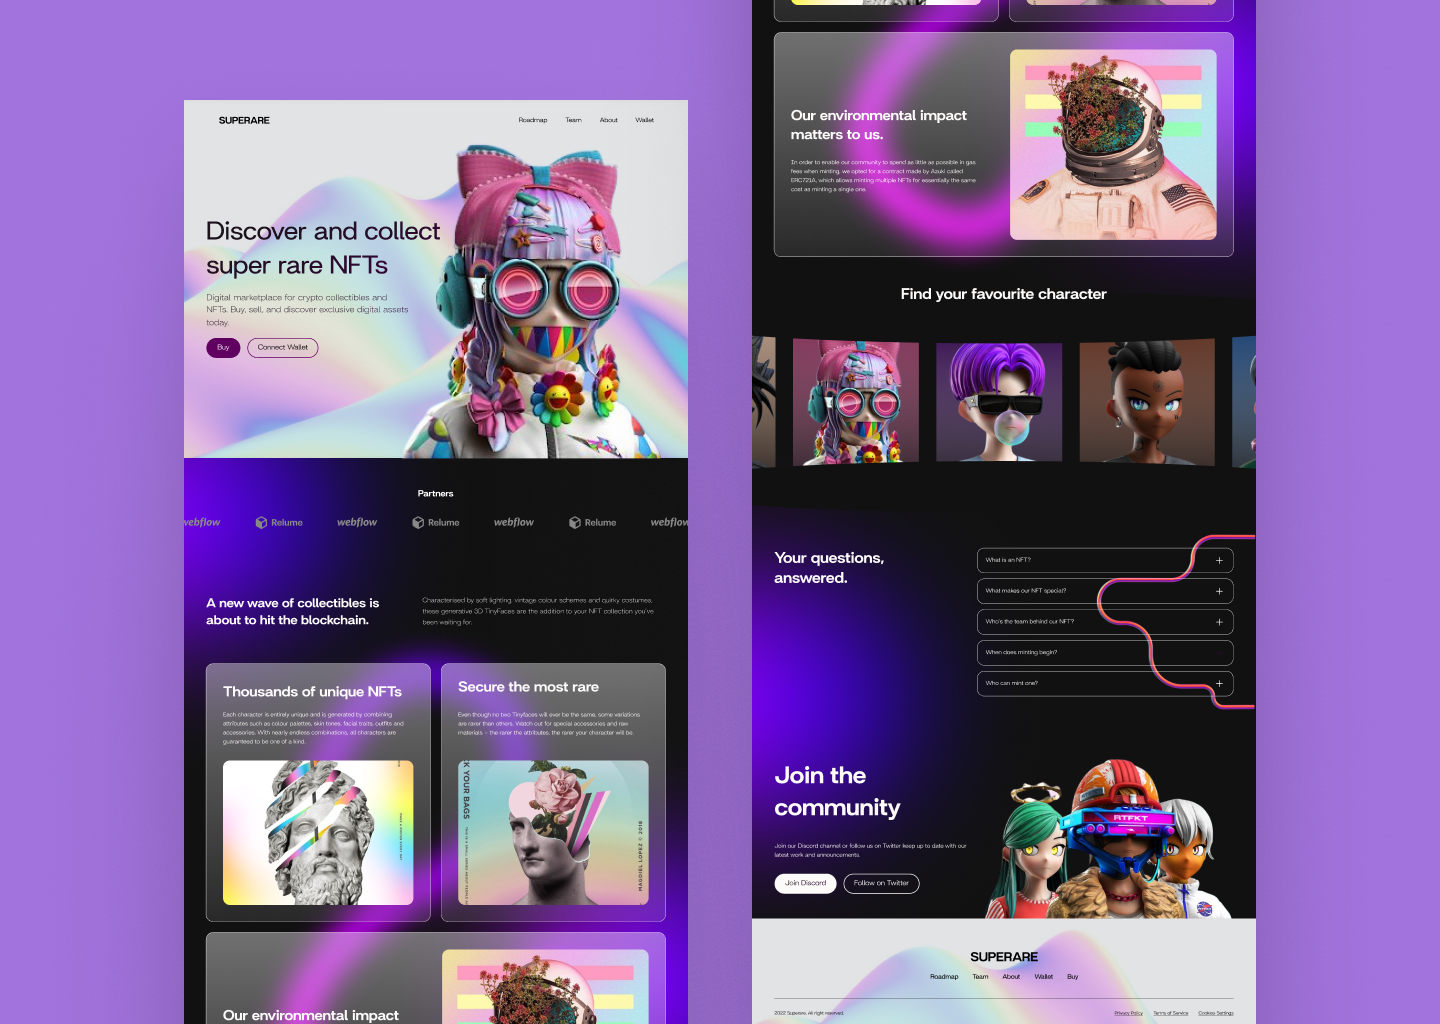 SUPERARE
Roadmap Team About Wallet
Discover and collect
super rare NFTs
Digital marketplace for crypto collectibles and
NFTs. Buy, sell, and discover exclusive digital assets
today.
Buy Connect Wallet
Partners
webflow Relume webflow Relume webflow Relume webflow
A new wave of collectibles is
about to hit the blockchain.
Characterised by soft lighting, vintage colour schemes and quirky costumes,
these generative 3D TinyFaces are the addition to your NFT collection you've
been waiting for.
Thousands of unique NFTs
Each character is entirely unique and is generated by combining
attributes such as colour palettes, skin tones, facial traits, outfits and
accessories. With nearly endless combinations, all characters are
guaranteed to be one of a kind.
Secure the most rare
Even though no two Tinyfaces will ever be the same, some variations
are rarer than others. Watch out for special accessories and raw
materials – the rarer the attributes, the rarer your character will be.
K YOUR BAGS
MAGDIEL LOPEZ © 2018
Our environmental impact
Our environmental impact
matters to us.
In order to enable our community to spend as little as possible in gas
fees when minting, we opted for a contract made by Azuki called
ERC721A, which allows minting multiple NFTs for essentially the same
cost as minting a single one.
Find your favourite character
Your questions,
answered.
What is an NFT?
What makes our NFT special?
Who's the team behind our NFT?
When does minting begin?
Who can mint one?
Join the
community
Join our Discord channel or follow us on Twitter keep up to date with our
latest work and announcements.
Join Discord Follow on Twitter
RTFKT
SUPERARE
Roadmap Team About Wallet Buy
2022 Superare. All right reserved.
Privacy Policy Terms of Service Cookies Settings